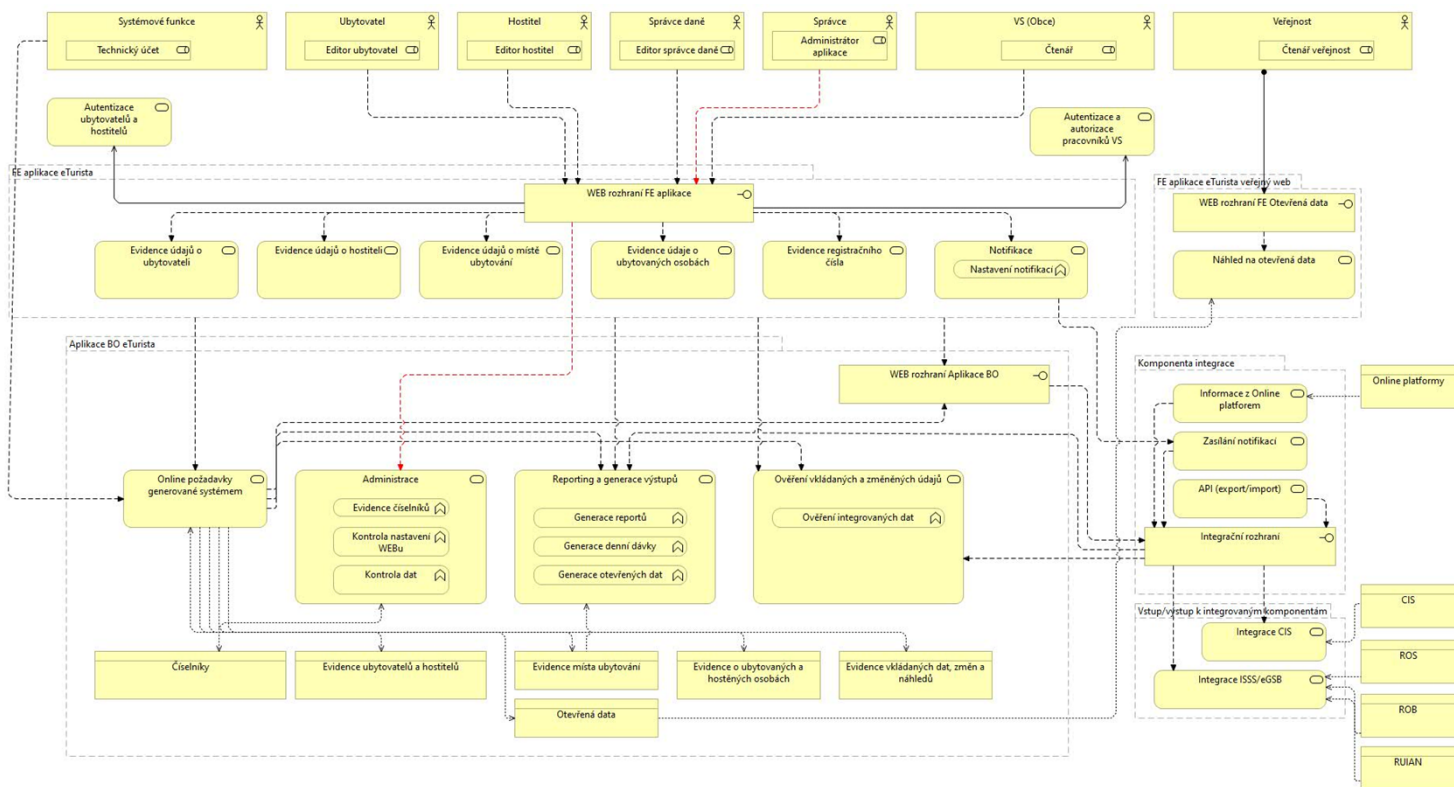 Systémové funkce
Technický účet
Ubytovatel
Editor ubytovatel
Hostitel
Editor hostitel
Správce daně
Editor správce daně
Správce
Administrátor
aplikace
VS (Obce)
Čtenář
Veřejnost
Čtenář veřejnost
Autentizace
ubytovatelů a
hostitelů
Autentizace a
autorizace
pracovníků VS
FE aplikace eTurista
WEB rozhraní FE aplikace
Evidence údajů o
ubytovateli
Evidence údajů o hostiteli
Evidence údajů o místě
ubytování
Evidence údaje o
ubytovaných osobách
Evidence registračního
čísla
Notifikace
Nastavení notifikací
FE aplikace eTurista veřejný web
WEB rozhraní FE Otevřená data
Náhled na otevřená data
Aplikace BO eTurista
WEB rozhraní Aplikace BO
Online požadavky
generované systémem
Administrace
Evidence číselníků
Kontrola nastavení
WEBu
Kontrola dat
Reporting a generace výstupů
Generace reportů
Generace denní dávky
Generace otevřených dat
Ověření vkládaných a změněných údajů
Ověření integrovaných dat
Číselníky
Evidence ubytovatelů a hostitelů
Evidence místa ubytování
Evidence o ubytovaných a
hostěných osobách
Evidence vkládaných dat, změn a
náhledů
Otevřená data
Komponenta integrace
Informace z Online
platforem
Zasílání notifikací
API (export/import)
Integrační rozhraní
Online platformy
Vstup/výstup k integrovaným komponentám
Integrace CIS
Integrace ISSS/eGSB
CIS
ROS
ROB
RUIAN